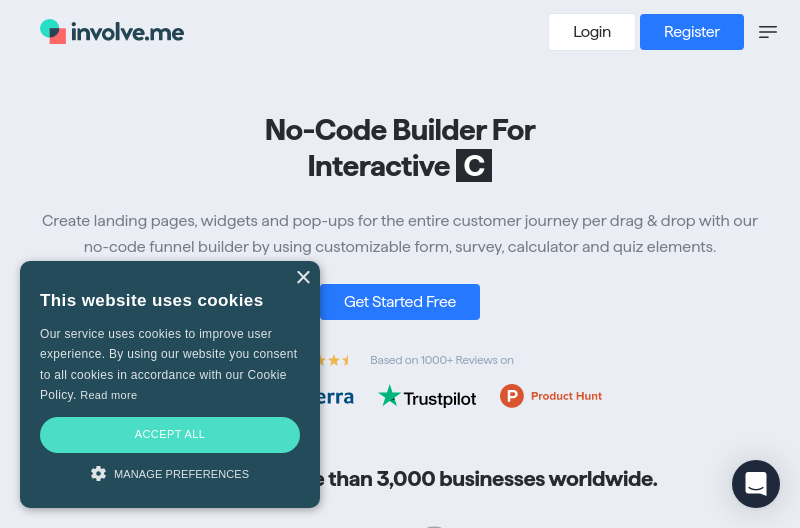 involve.me
Login
Register
No-Code Builder For
Interactive C
Create landing pages, widgets and pop-ups for the entire customer journey per drag & drop with our
no-code funnel builder by using customizable form, survey, calculator and quiz elements.
Get Started Free
Based on 1000+ Reviews on
Trustpilot
P Product Hunt
than 3,000 businesses worldwide.
×
This website uses cookies
Our service uses cookies to improve user
experience. By using our website you consent
to all cookies in accordance with our Cookie
Policy. Read more
ACCEPT ALL
MANAGE PREFERENCES